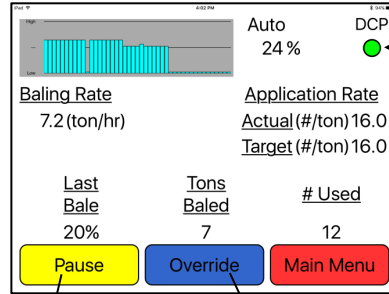 iPad 4:02 PM 94%
High
Low
Auto DCP
24 %
Baling Rate
7.2 (ton/hr)
Application Rate
Actual (#/ton) 16.0
Target (#/ton) 16.0
Last Bale
20%
Tons Baled
7
# Used
12
Pause
Override
Main Menu